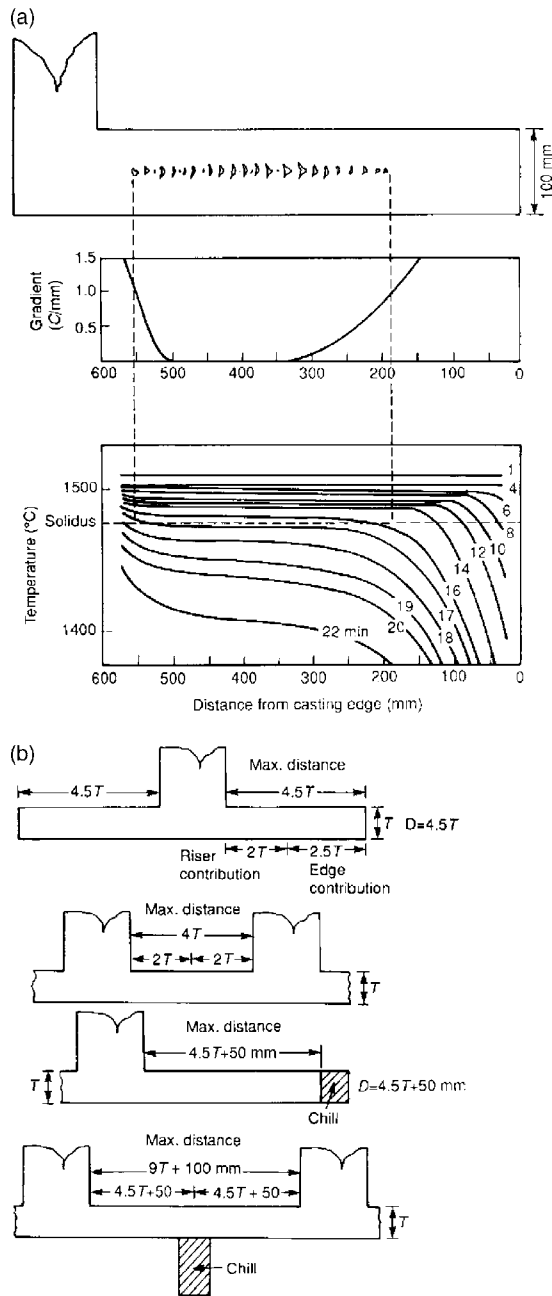 (a)
100 mm
Gradient
(C/mm)
1.5
1.0
0.5
600 500 400 300 200 100 0
Temperature (°C)
1500
Solidus
1400
1
4
6
8
10
12
14
16
17
18
19
20
22 min
600 500 400 300 200 100 0
Distance from casting edge (mm)
(b)
Max. distance
4.5T 4.5T
T D=4.5T
Riser contribution
2T 2.5T
Edge contribution
Max. distance
4T
2T 2T
T
Max. distance
4.5T+50 mm
T D=4.5T+50 mm
Chill
Max. distance
9T + 100 mm
4.5T+50 4.5T + 50
T
Chill